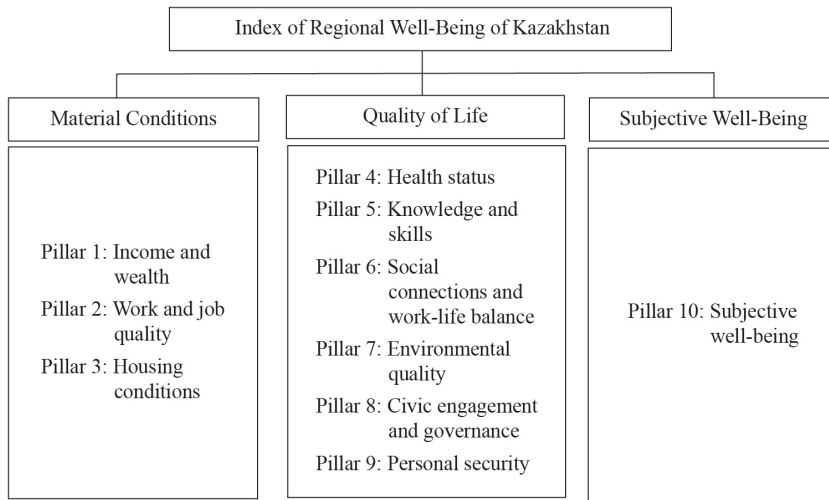 Index of Regional Well-Being of Kazakhstan
Material Conditions
Pillar 1: Income and
wealth
Pillar 2: Work and job
quality
Pillar 3: Housing
conditions
Quality of Life
Pillar 4: Health status
Pillar 5: Knowledge and
skills
Pillar 6: Social
connections and
work-life balance
Pillar 7: Environmental
quality
Pillar 8: Civic engagement
and governance
Pillar 9: Personal security
Subjective Well-Being
Pillar 10: Subjective
well-being